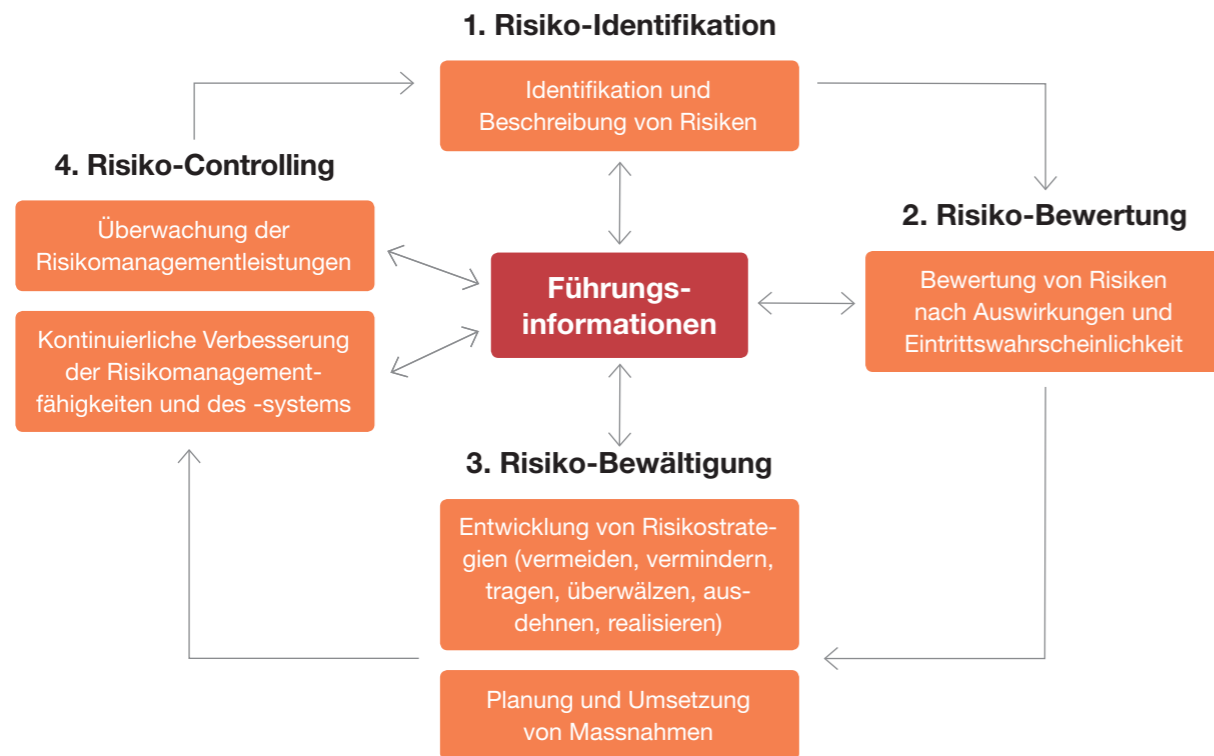 1. Risiko-Identifikation
Identifikation und
Beschreibung von Risiken
4. Risiko-Controlling
Überwachung der
Risikomanagementleistungen
Kontinuierliche Verbesserung
der Risikomanagement-
fähigkeiten und des -systems
Führungs-
informationen
2. Risiko-Bewertung
Bewertung von Risiken
nach Auswirkungen und
Eintrittswahrscheinlichkeit
3. Risiko-Bewältigung
Entwicklung von Risikostrate-
gien (vermeiden, vermindern,
tragen, überwälzen, aus-
dehnen, realisieren)
Planung und Umsetzung
von Massnahmen